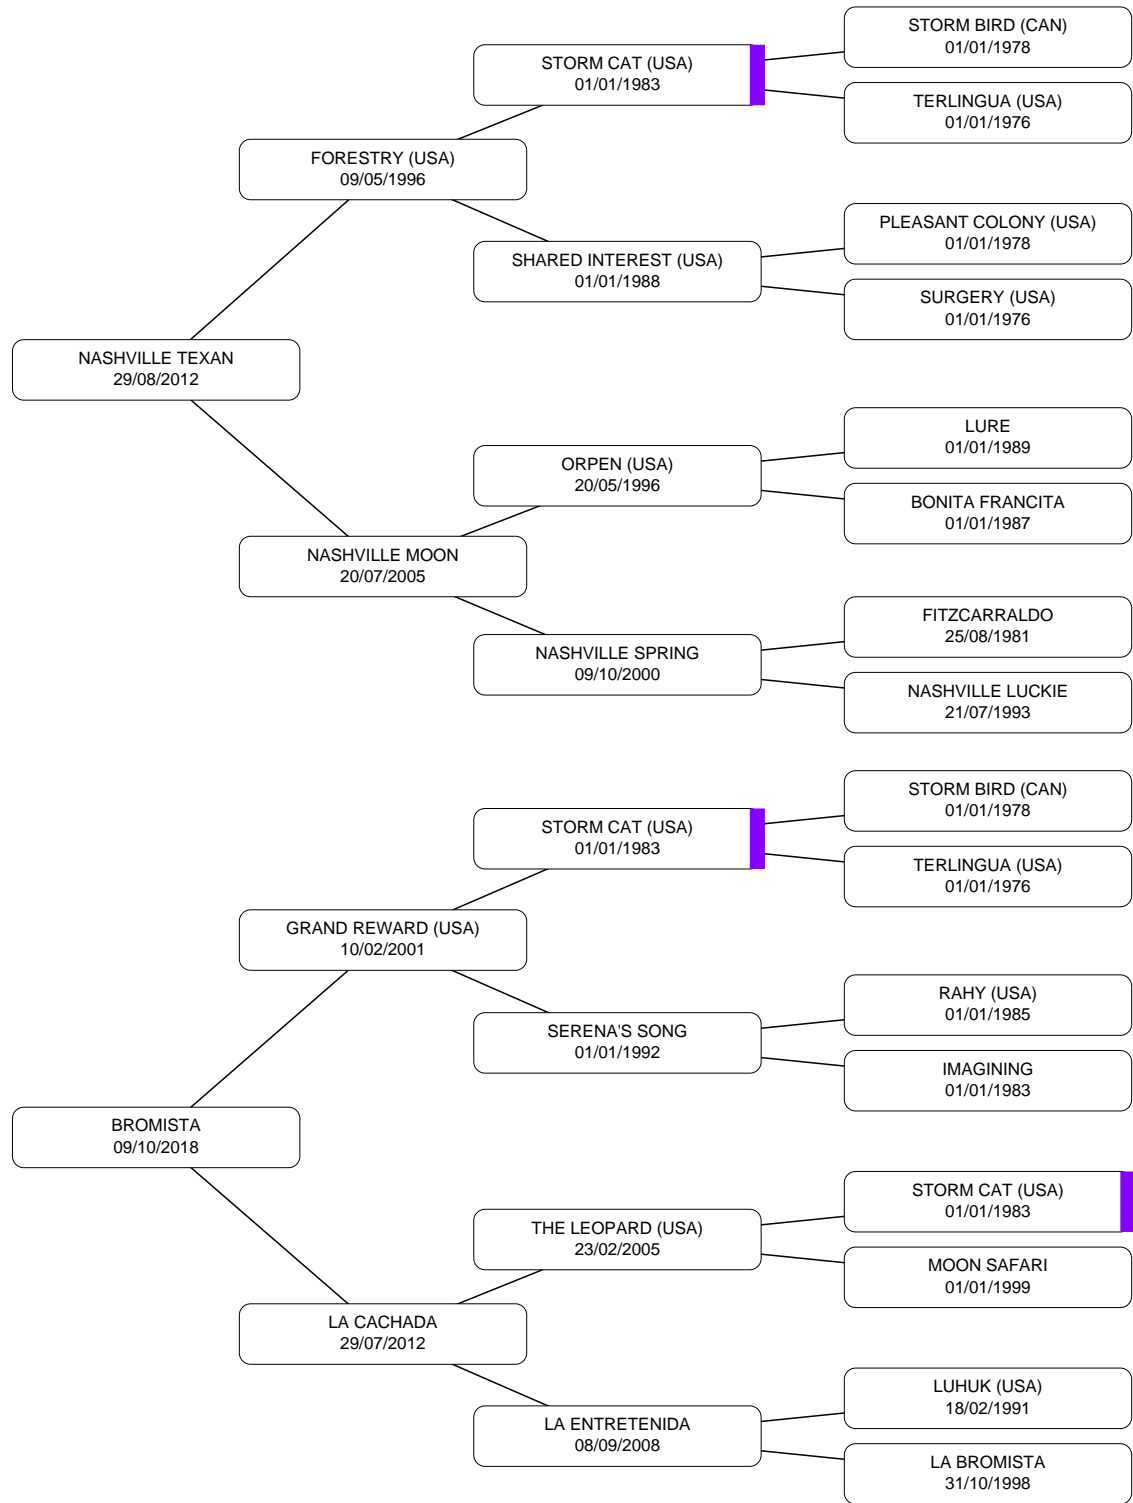 STORM BIRD (CAN)
01/01/1978
STORM CAT (USA)
01/01/1983
TERLINGUA (USA)
01/01/1976
FORESTRY (USA)
09/05/1996
PLEASANT COLONY (USA)
01/01/1978
SHARED INTEREST (USA)
01/01/1988
SURGERY (USA)
01/01/1976
NASHVILLE TEXAN
29/08/2012
LURE
01/01/1989
ORPEN (USA)
20/05/1996
BONITA FRANCITA
01/01/1987
NASHVILLE MOON
20/07/2005
FITZCARRALDO
25/08/1981
NASHVILLE SPRING
09/10/2000
NASHVILLE LUCKIE
21/07/1993
STORM BIRD (CAN)
01/01/1978
STORM CAT (USA)
01/01/1983
TERLINGUA (USA)
01/01/1976
GRAND REWARD (USA)
10/02/2001
RAHY (USA)
01/01/1985
SERENA'S SONG
01/01/1992
IMAGINING
01/01/1983
BROMISTA
09/10/2018
STORM CAT (USA)
01/01/1983
THE LEOPARD (USA)
23/02/2005
MOON SAFARI
01/01/1999
LA CACHADA
29/07/2012
LUHUK (USA)
18/02/1991
LA ENTRETENIDA
08/09/2008
LA BROMISTA
31/10/1998